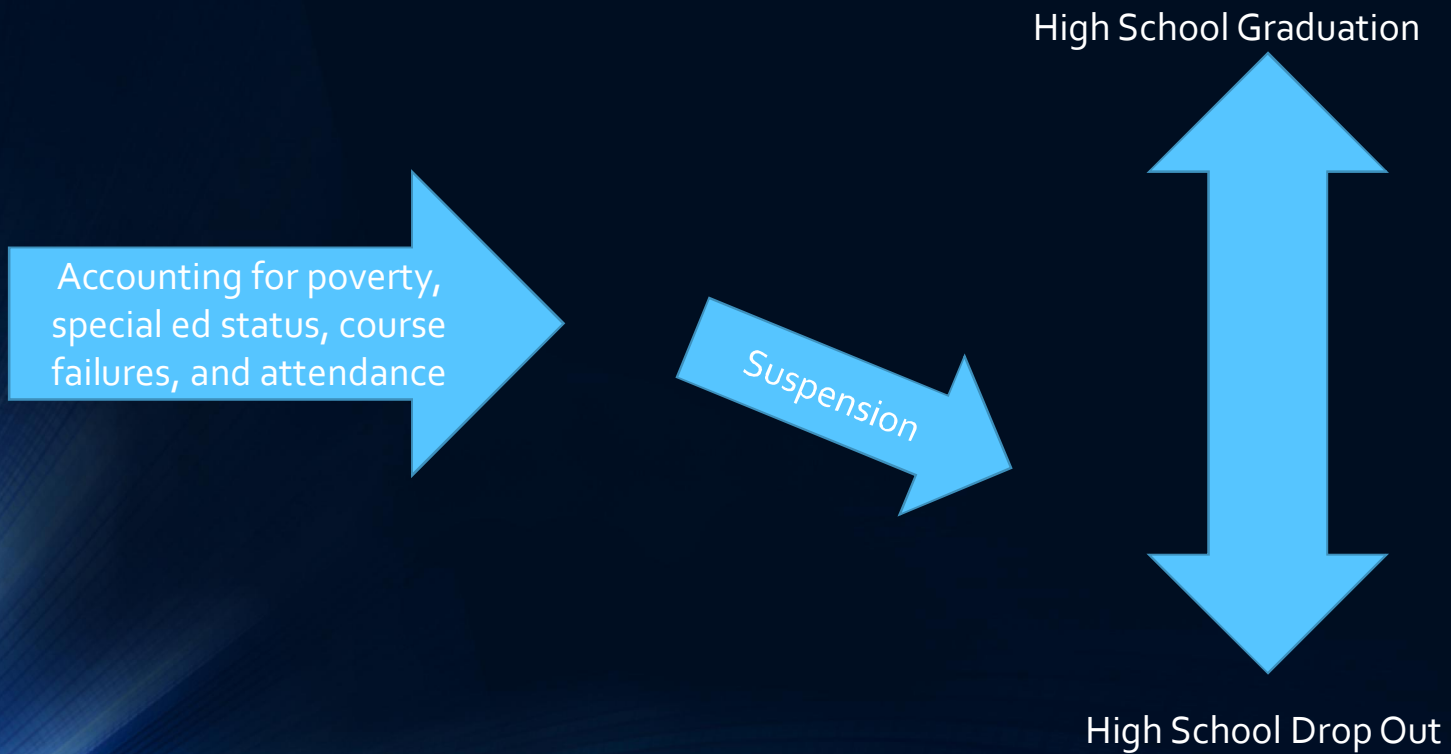 High School Graduation
Accounting for poverty,
special ed status, course
failures, and attendance
Suspension
High School Drop Out